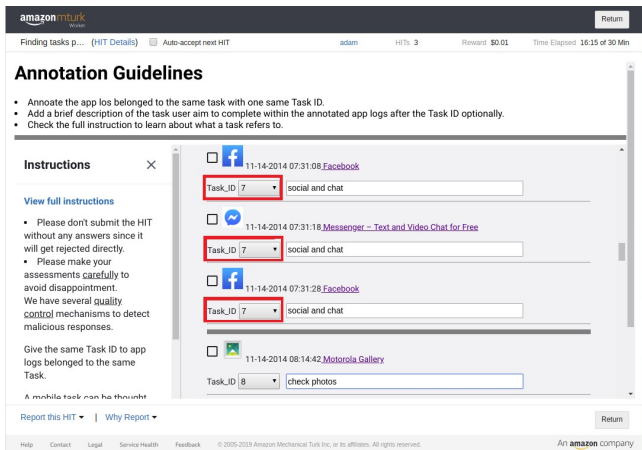 amazonmturk
Worker
Return
Finding tasks p... (HIT Details) Auto-accept next HIT adam HITs 3 Reward $0.01 Time Elapsed 16:15 of 30 Min
Annotation Guidelines
• Annoate the app los belonged to the same task with one same Task ID.
• Add a brief description of the task user aim to complete within the annotated app logs after the Task ID optionally.
• Check the full instruction to learn about what a task refers to.
Instructions
View full instructions
▪ Please don't submit the HIT
without any answers since it
will get rejected directly.
▪ Please make your
assessments carefully to
avoid disappointment.
We have several quality
control mechanisms to detect
malicious responses.
Give the same Task ID to app
logs belonged to the same
Task.
A mobile task can be thought
11-14-2014 07:31:08 Facebook
Task_ID 7 social and chat
11-14-2014 07:31:18 Messenger – Text and Video Chat for Free
Task_ID 7 social and chat
11-14-2014 07:31:28 Facebook
Task_ID 7 social and chat
11-14-2014 08:14:42 Motorola Gallery
Task_ID 8 check photos
Report this HIT | Why Report
Return
Help Contact Legal Service Health Feedback © 2005-2019 Amazon Mechanical Turk Inc, or its affiliates. All rights reserved. An amazon company